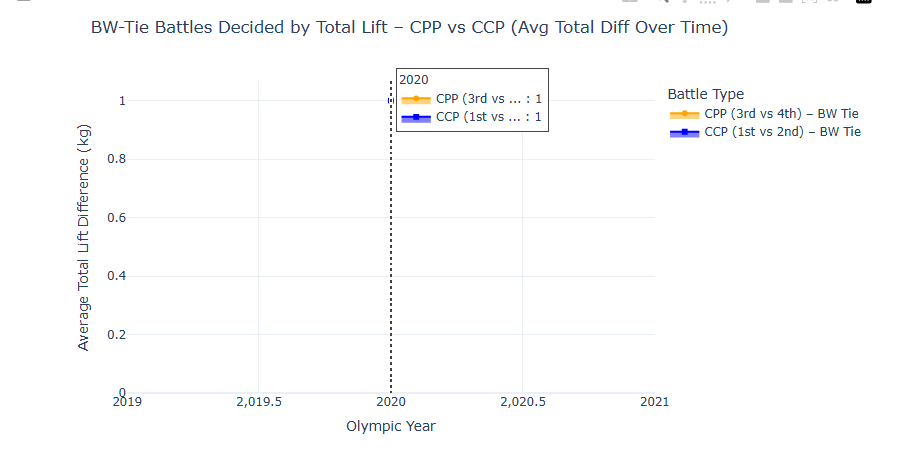 BW-Tie Battles Decided by Total Lift – CPP vs CCP (Avg Total Diff Over Time)
2020
CPP (3rd vs ... : 1
CCP (1st vs ... : 1
Battle Type
CPP (3rd vs 4th) – BW Tie
CCP (1st vs 2nd) – BW Tie
Average Total Lift Difference (kg)
1
0.8
0.6
0.4
0.2
0
2019
2,019.5
2020
2,020.5
2021
Olympic Year